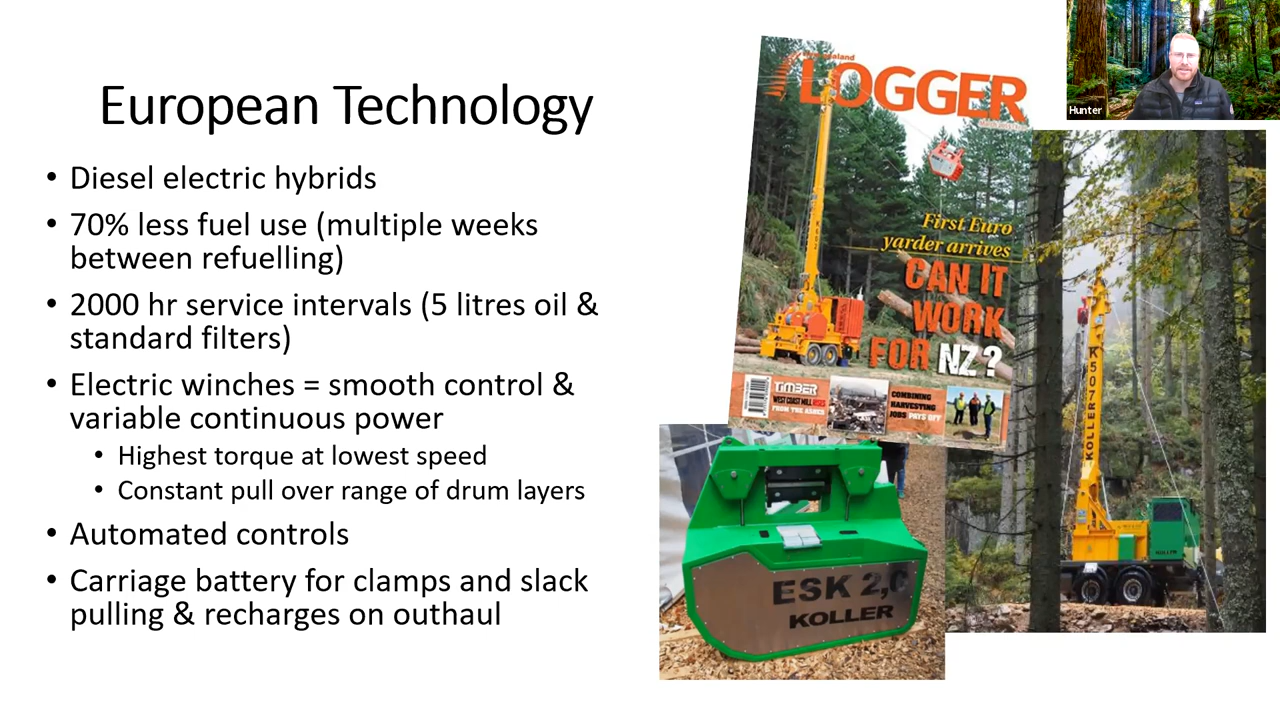 European Technology
• Diesel electric hybrids
• 70% less fuel use (multiple weeks
between refuelling)
• 2000 hr service intervals (5 litres oil &
standard filters)
• Electric winches = smooth control &
variable continuous power
• Highest torque at lowest speed
• Constant pull over range of drum layers
• Automated controls
• Carriage battery for clamps and slack
pulling & recharges on outhaul
LOGGER
First Euro
yarder arrives
CAN IT
WORK
FOR NZ?
TIMBER
WEST COAST MILL RISES
FROM THE ASHES
COMBINING
HARVESTING
JOBS PAYS OFF
Hunter
K507
KOLLER
KOLLER
ESK 2,0
KOLLER